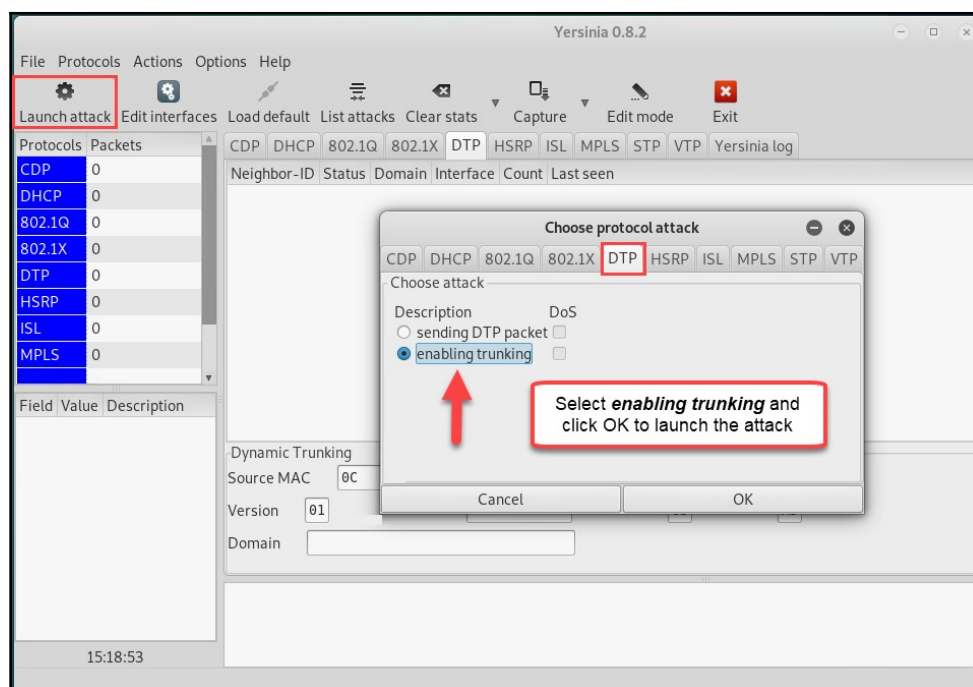 Yersinia 0.8.2
File Protocols Actions Options Help
Launch attack Edit interfaces Load default List attacks Clear stats Capture Edit mode Exit
Protocols Packets
CDP 0
DHCP 0
802.1Q 0
802.1X 0
DTP 0
HSRP 0
ISL 0
MPLS 0
Field Value Description
15:18:53
CDP DHCP 802.1Q 802.1X DTP HSRP ISL MPLS STP VTP Yersinia log
Neighbor-ID Status Domain Interface Count Last seen
Choose protocol attack
CDP DHCP 802.1Q 802.1X DTP HSRP ISL MPLS STP VTP
Choose attack
Description DoS
sending DTP packet
enabling trunking
Select enabling trunking and
click OK to launch the attack
Cancel OK
Dynamic Trunking
Source MAC 0C
Version 01
Domain